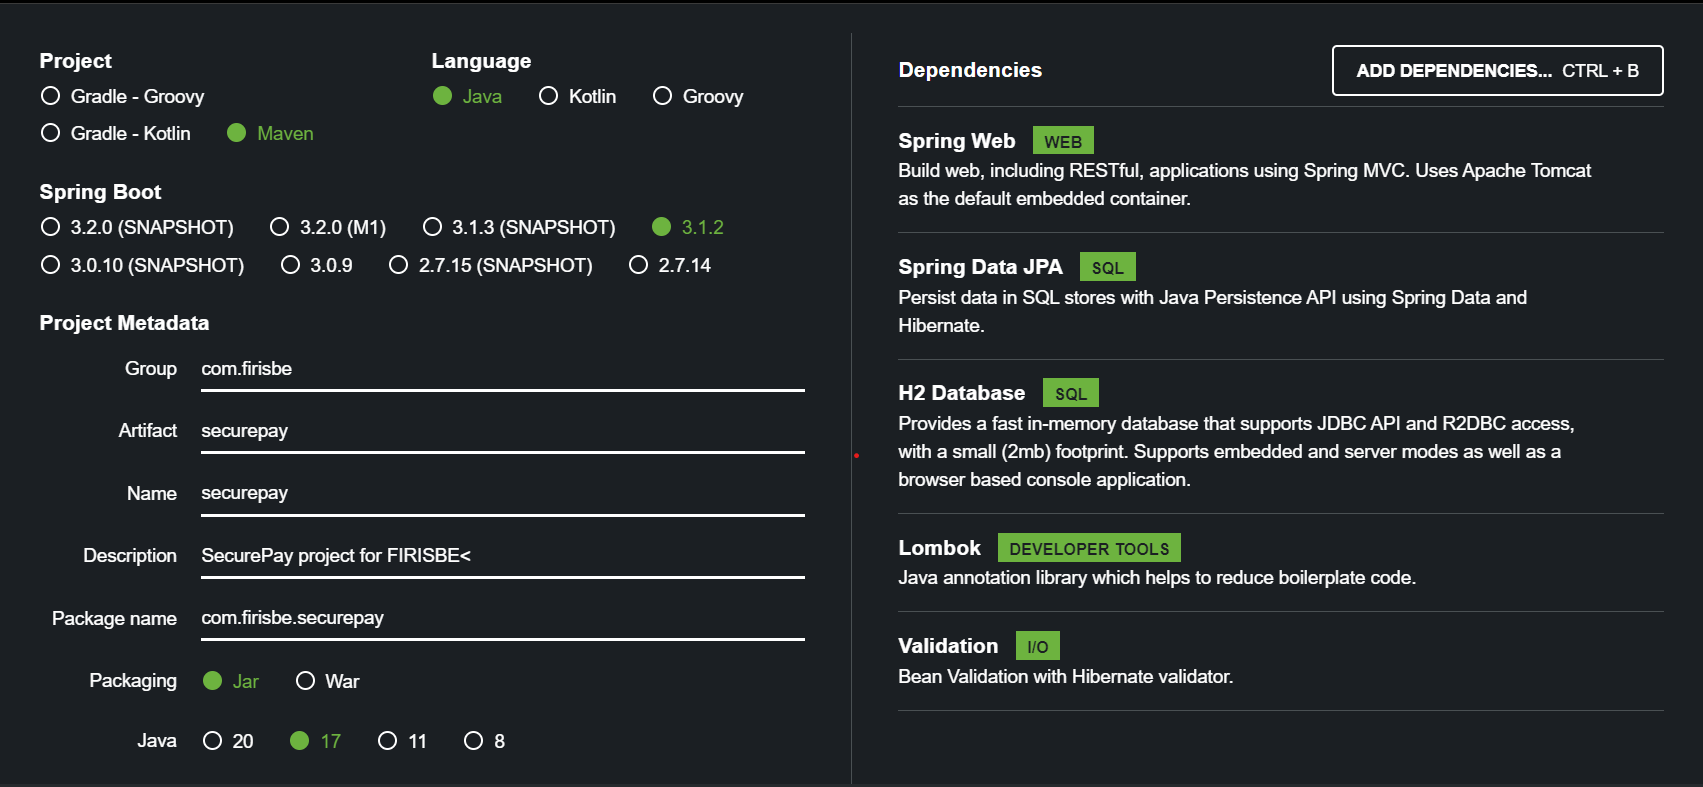 Project
Gradle - Groovy
Gradle - Kotlin Maven
Language
Java Kotlin Groovy
Spring Boot
3.2.0 (SNAPSHOT) 3.2.0 (M1) 3.1.3 (SNAPSHOT) 3.1.2
3.0.10 (SNAPSHOT) 3.0.9 2.7.15 (SNAPSHOT) 2.7.14
Project Metadata
Group com.firisbe
Artifact securepay
Name securepay
Description SecurePay project for FIRISBE<
Package name com.firisbe.securepay
Packaging Jar War
Java 20 17 11 8
Dependencies ADD DEPENDENCIES... CTRL + B
Spring Web WEB
Build web, including RESTful, applications using Spring MVC. Uses Apache Tomcat
as the default embedded container.
Spring Data JPA SQL
Persist data in SQL stores with Java Persistence API using Spring Data and
Hibernate.
H2 Database SQL
Provides a fast in-memory database that supports JDBC API and R2DBC access,
with a small (2mb) footprint. Supports embedded and server modes as well as a
browser based console application.
Lombok DEVELOPER TOOLS
Java annotation library which helps to reduce boilerplate code.
Validation I/O
Bean Validation with Hibernate validator.